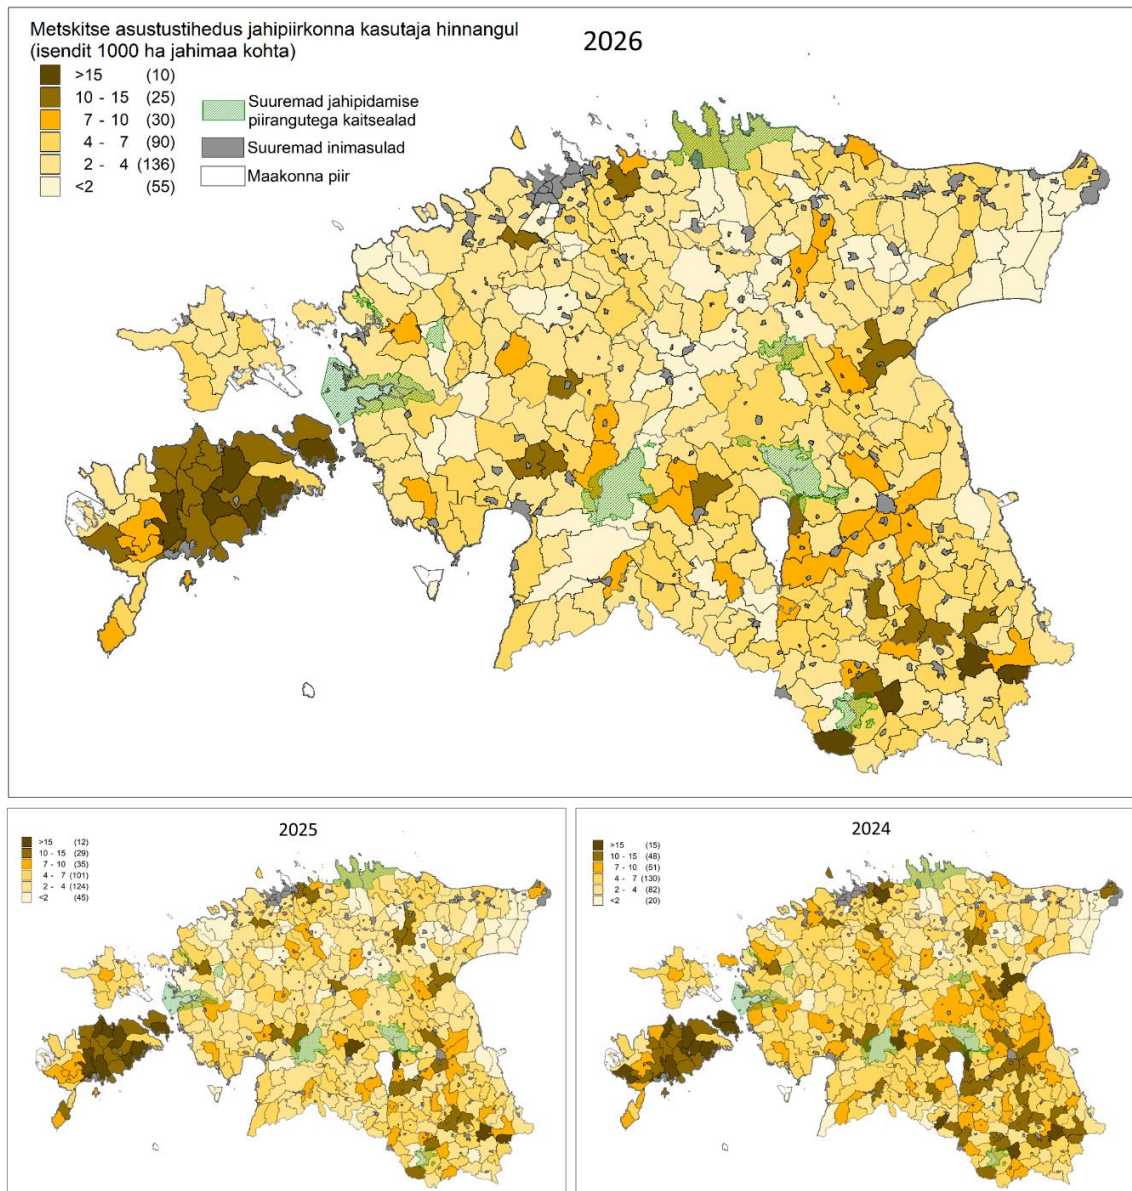 Metskitse asustustihedus jahipiirkonna kasutaja hinnangul
(isendit 1000 ha jahimaa kohta)
2026
>15 (10)
10 - 15 (25)
7 - 10 (30)
4 - 7 (90)
2 - 4 (136)
<2 (55)
Suuremad jahipidamise
piirangutega kaitsealad
Suuremad inimasulad
Maakonna piir
2025
>15 (12)
10 - 15 (29)
7 - 10 (35)
4 - 7 (101)
2 - 4 (124)
<2 (45)
2024
>15 (15)
10 - 15 (48)
7 - 10 (51)
4 - 7 (130)
2 - 4 (82)
<2 (20)